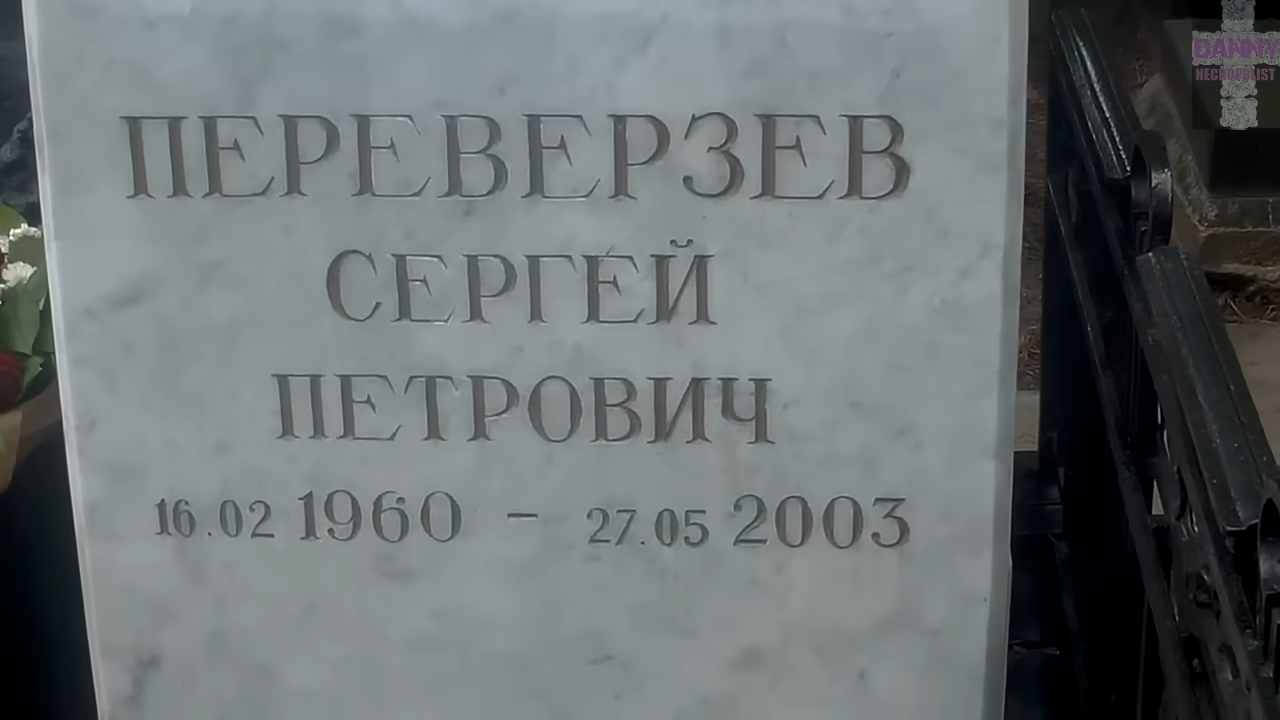 ПЕРЕВЕРЗЕВ
СЕРГЕЙ
ПЕТРОВИЧ
16.02 1960 – 27.05 2003
DANNY
NECROPOLIST